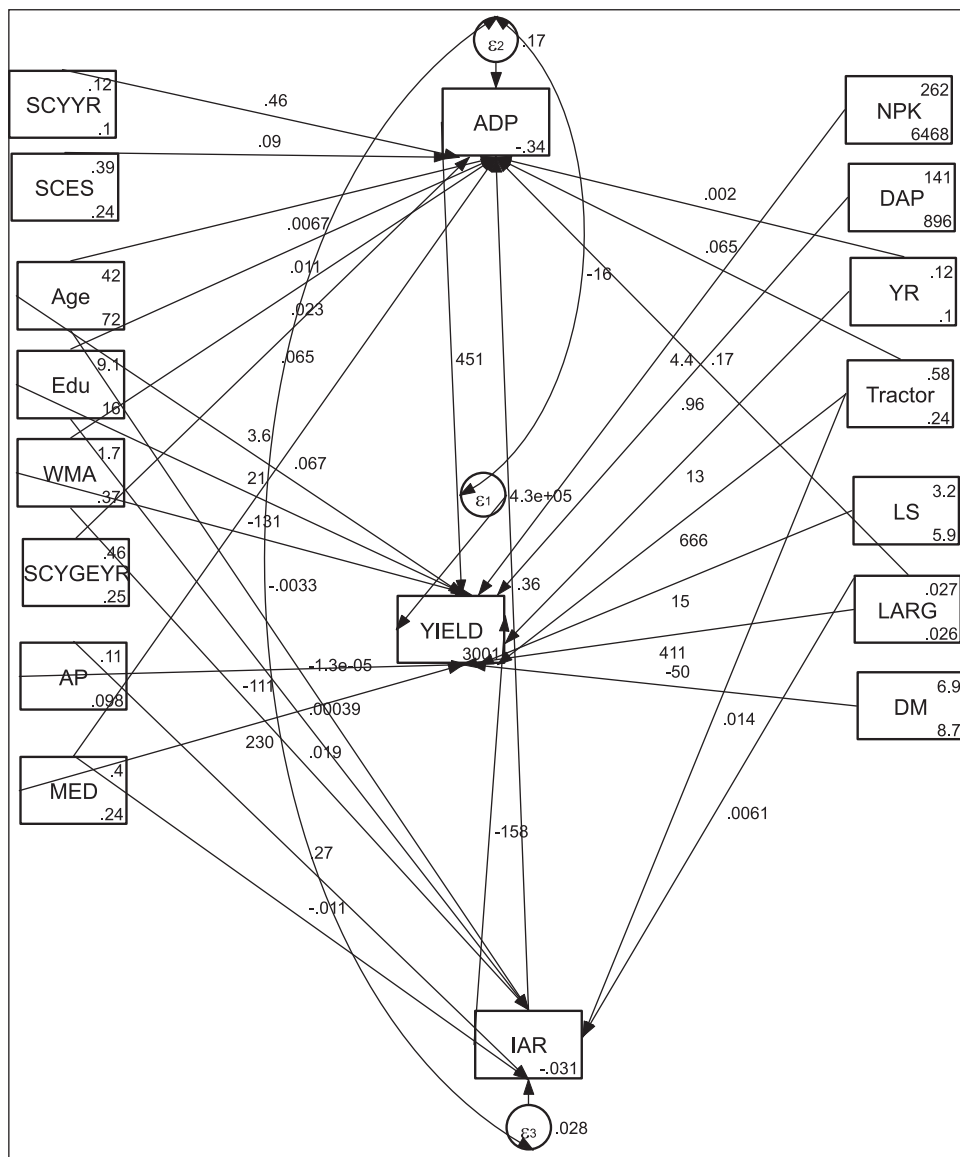 ε2
.17
ADP
-.34
SCYYR
.12
.1
.46
SCES
.39
.24
.09
Age
42
72
.0067
Edu
9.1
16
.011
WMA
1.7
.37
.023
SCYGEYR
.46
.25
.065
AP
.11
.098
MED
.4
.24
NPK
262
6468
DAP
141
896
YR
.12
.1
.002
Tractor
.58
.24
.065
LS
3.2
5.9
LARG
.027
.026
DM
6.9
8.7
-16
451
4.4
.17
.96
3.6
.067
21
13
ε1
4.3e+05
-131
666
-.0033
.36
15
YIELD
3001
411
-1.3e-05
-50
-111
.00039
.014
230
.019
-158
.0061
.27
-.011
IAR
-.031
ε3
.028